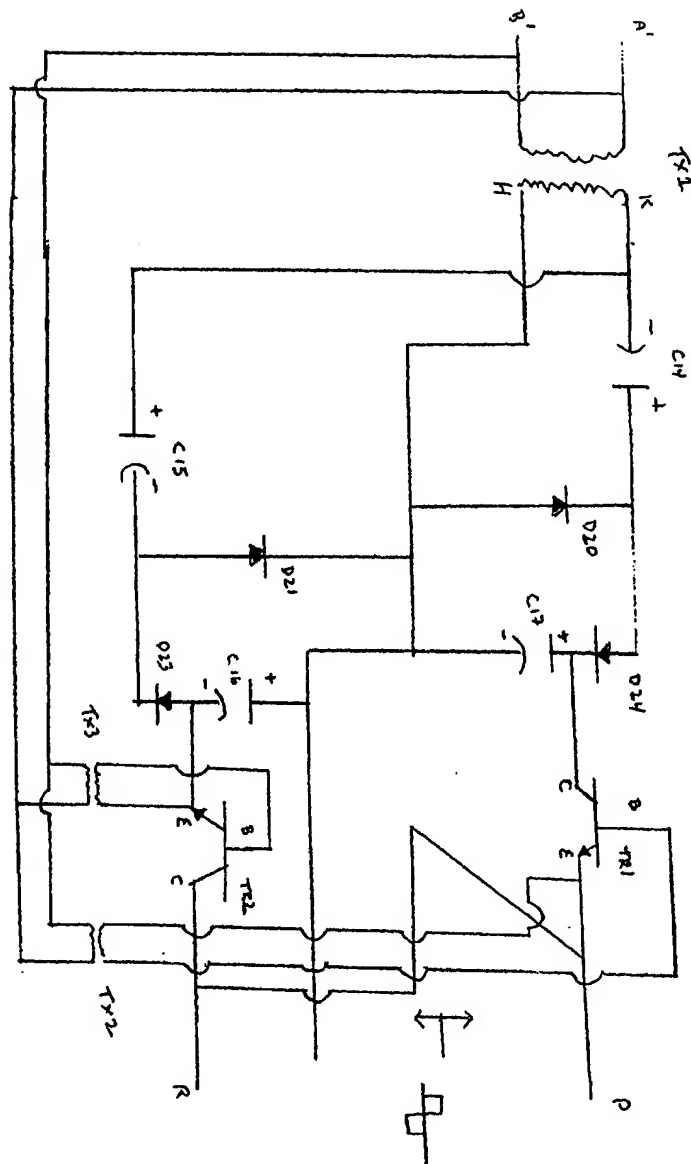 B'
A'
TX1
H
K
-
C14
+
+
C15
-
D20
D21
C17
-
+
D24
D23
C16
-
+
TX3
E
B
C
TR2
C
B
E
TR1
TX2
R
P